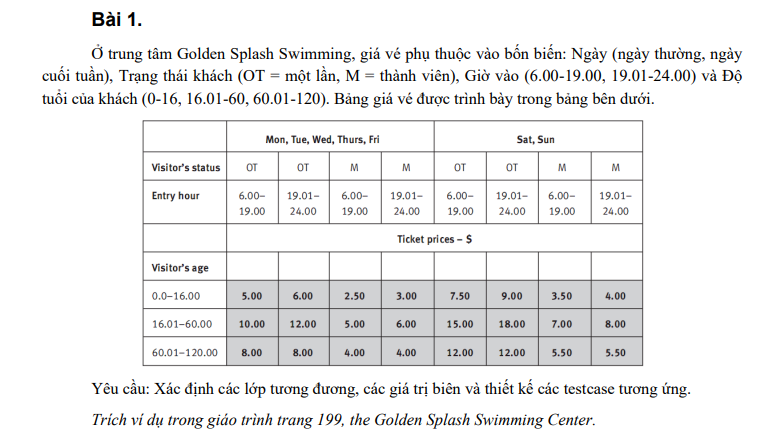 Bài 1.
Ở trung tâm Golden Splash Swimming, giá vé phụ thuộc vào bốn biến: Ngày (ngày thường, ngày
cuối tuần), Trạng thái khách (OT = một lần, M = thành viên), Giờ vào (6.00-19.00, 19.01-24.00) và Độ
tuổi của khách (0-16, 16.01-60, 60.01-120). Bảng giá vé được trình bày trong bảng bên dưới.
Mon, Tue, Wed, Thurs, Fri Sat, Sun
Visitor's status OT OT M M OT OT M M
Entry hour 6.00– 19.01– 6.00– 19.01– 6.00– 19.01– 6.00– 19.01–
19.00 24.00 19.00 24.00 19.00 24.00 19.00 24.00
Ticket prices – $
Visitor's age
0.0–16.00 5.00 6.00 2.50 3.00 7.50 9.00 3.50 4.00
16.01–60.00 10.00 12.00 5.00 6.00 15.00 18.00 7.00 8.00
60.01–120.00 8.00 8.00 4.00 4.00 12.00 12.00 5.50 5.50
Yêu cầu: Xác định các lớp tương đương, các giá trị biên và thiết kế các testcase tương ứng.
Trích ví dụ trong giáo trình trang 199, the Golden Splash Swimming Center.